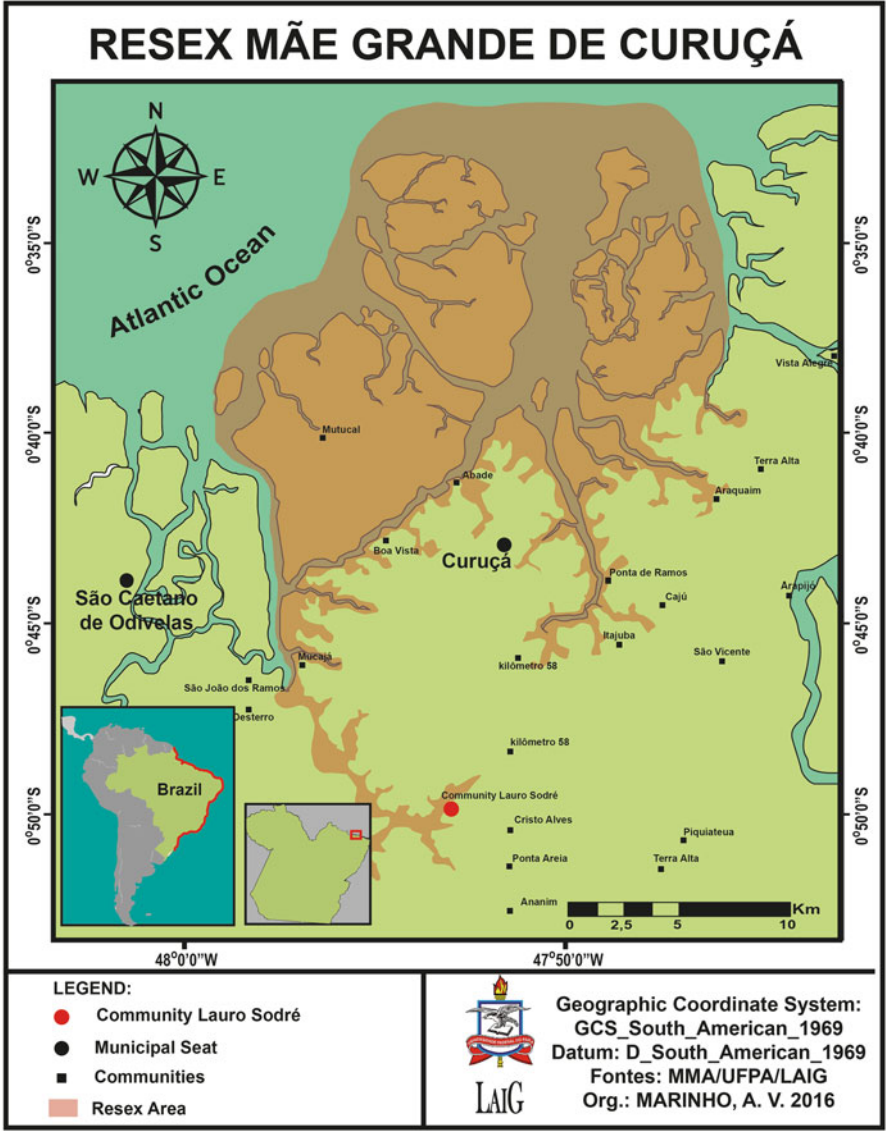 RESEX MÃE GRANDE DE CURUÇÁ
N
W
E
S
Atlantic Ocean
0°35'0"S
0°35'0"S
Vista Alegre
0°40'0"S
0°40'0"S
Mutucal
Abade
Terra Alta
Araquaim
Boa Vista
Curuçá
Ponta de Ramos
Cajú
Arapijó
São Caetano
de Odivelas
0°45'0"S
0°45'0"S
Itajuba
São Vicente
Mucajá
kilômetro 58
São João dos Ramos
Desterro
kilômetro 58
Brazil
Community Lauro Sodré
0°50'0"S
0°50'0"S
Cristo Alves
Piquiateua
Ponta Areia
Terra Alta
Ananim
Km
0 2,5 5 10
48°0'0"W
47°50'0"W
LEGEND:
Community Lauro Sodré
Municipal Seat
Communities
Resex Area
LAIG
Geographic Coordinate System:
GCS_South_American_1969
Datum: D_South_American_1969
Fontes: MMA/UFPA/LAIG
Org.: MARINHO, A. V. 2016